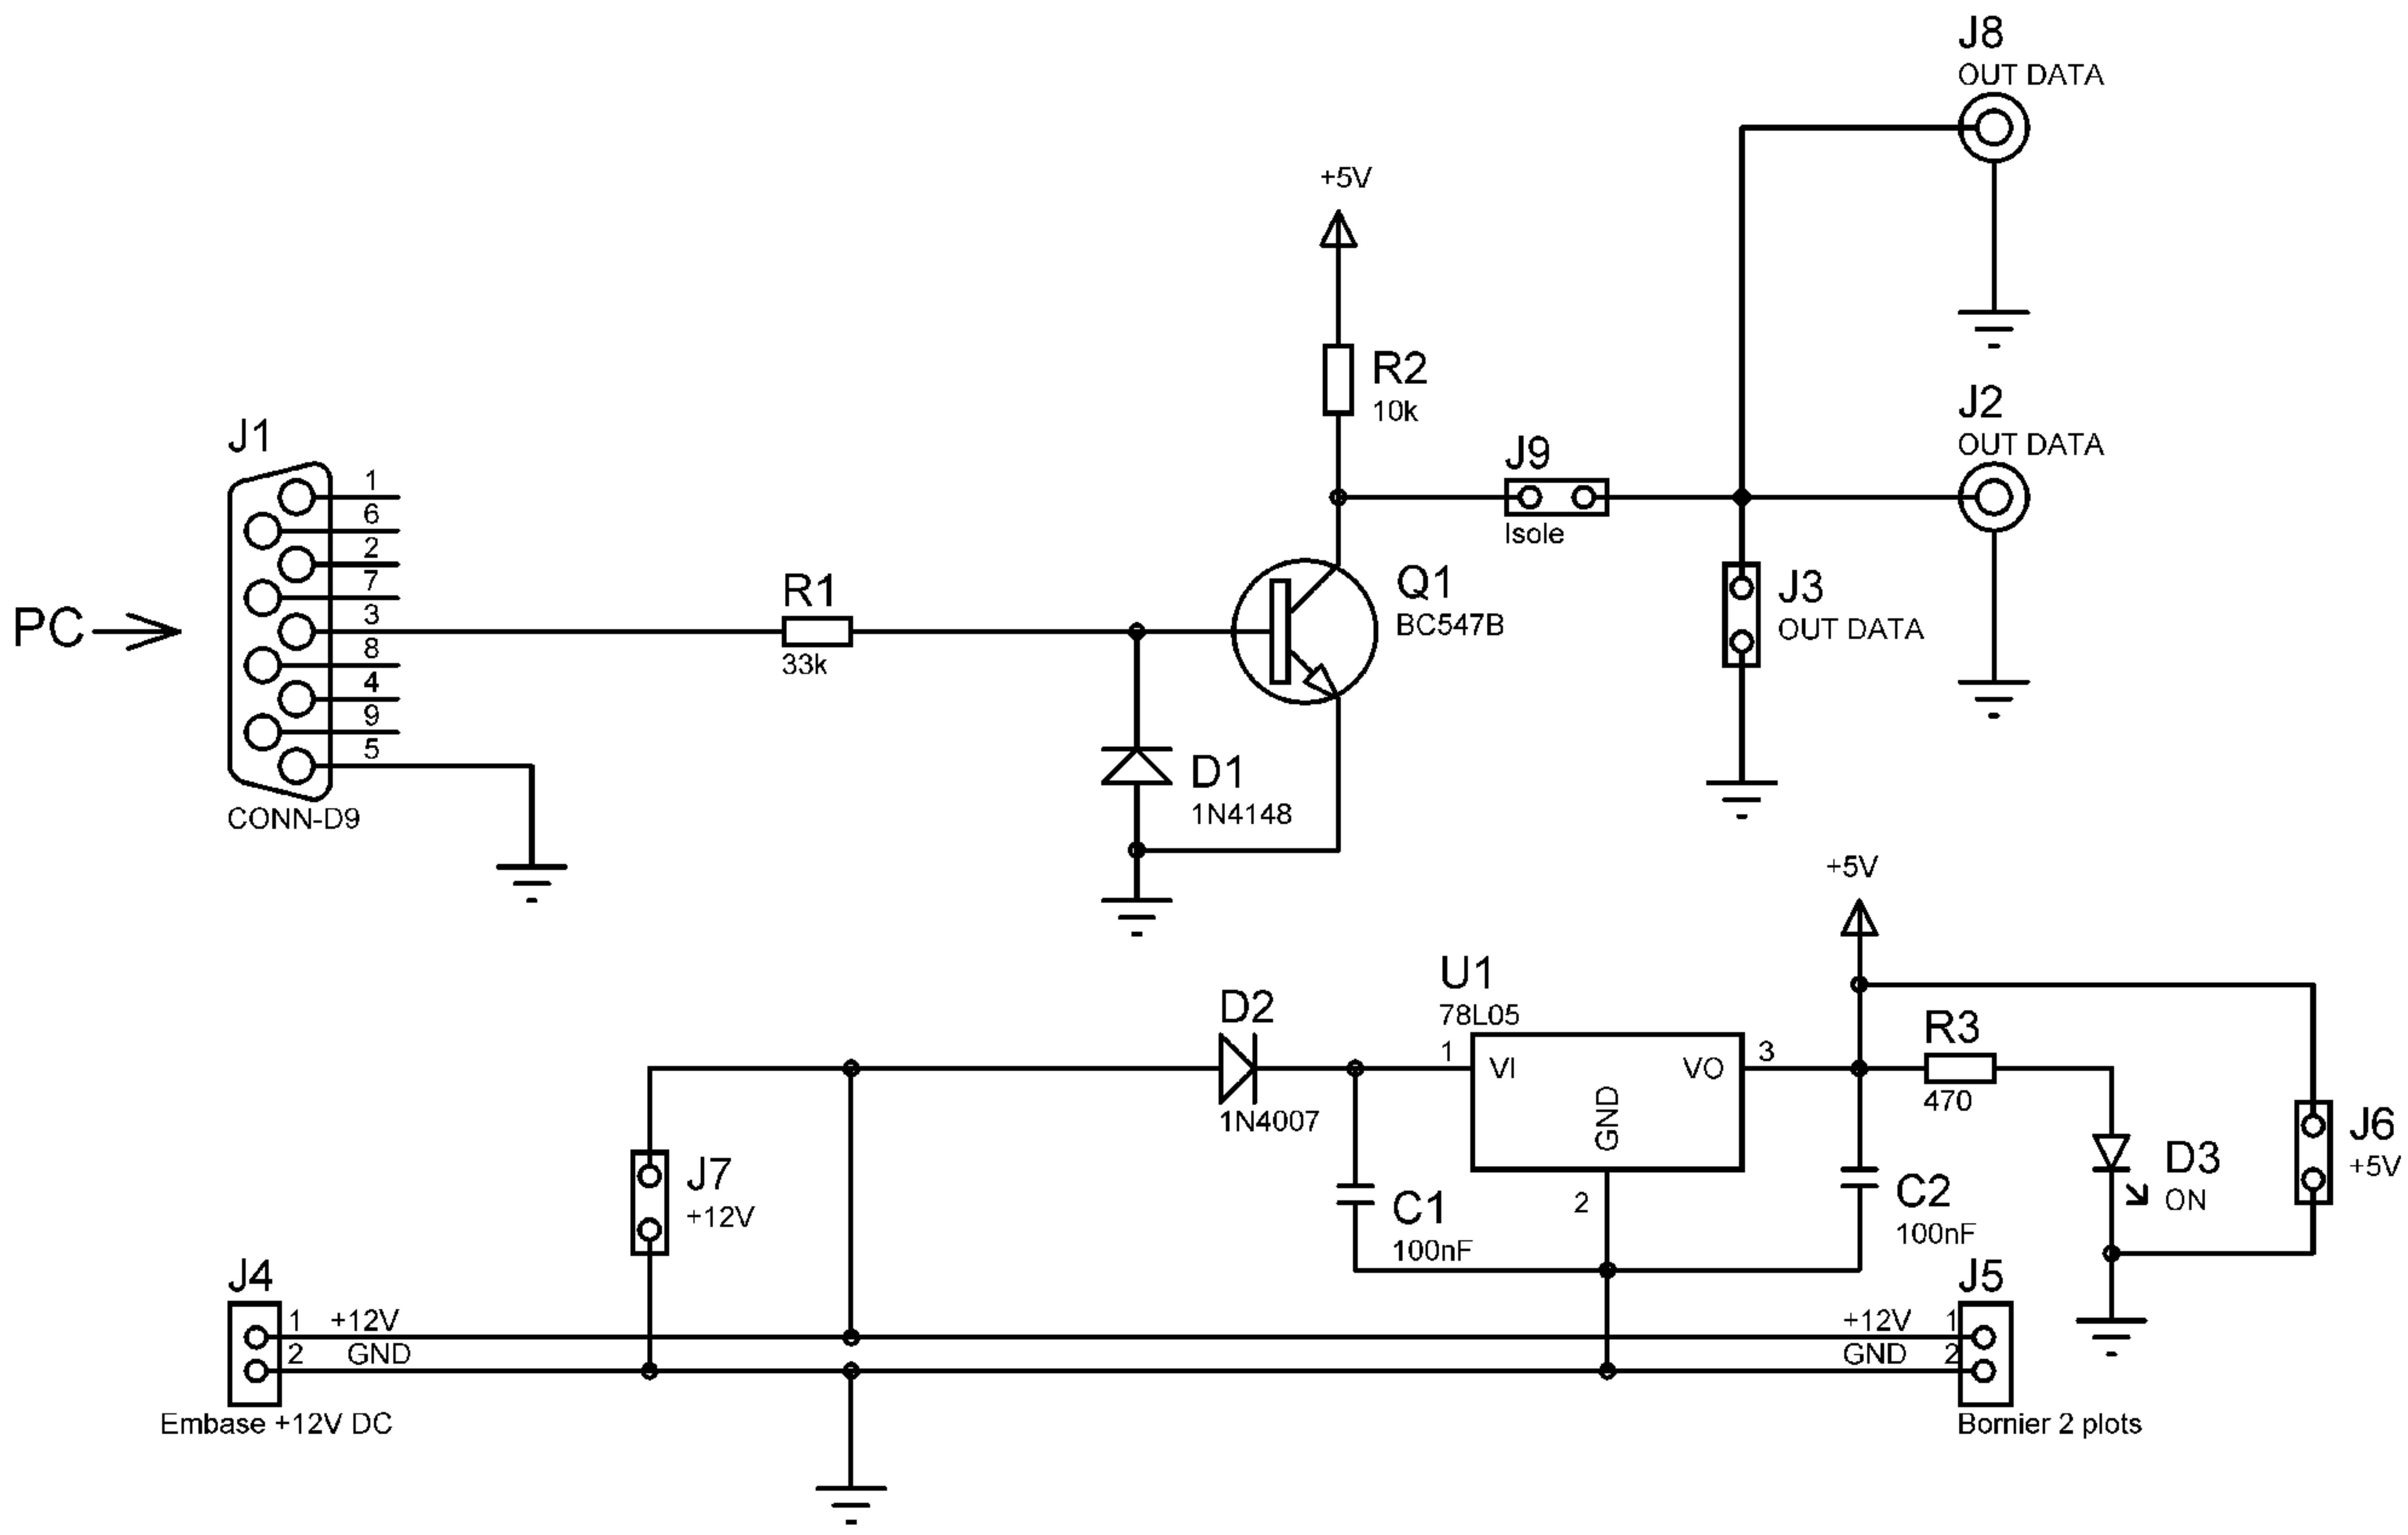 J8
OUT DATA
+5V
R2
10k
J2
OUT DATA
J1
1
6
2
7
3
8
4
9
5
CONN-D9
PC
R1
33k
J9
Isole
Q1
BC547B
J3
OUT DATA
D1
1N4148
+5V
U1
78L05
1
VI
VO
3
GND
2
D2
1N4007
R3
470
J6
+5V
D3
ON
C1
100nF
C2
100nF
J7
+12V
J4
1
+12V
2
GND
Embase +12V DC
J5
+12V
1
GND
2
Bornier 2 plots